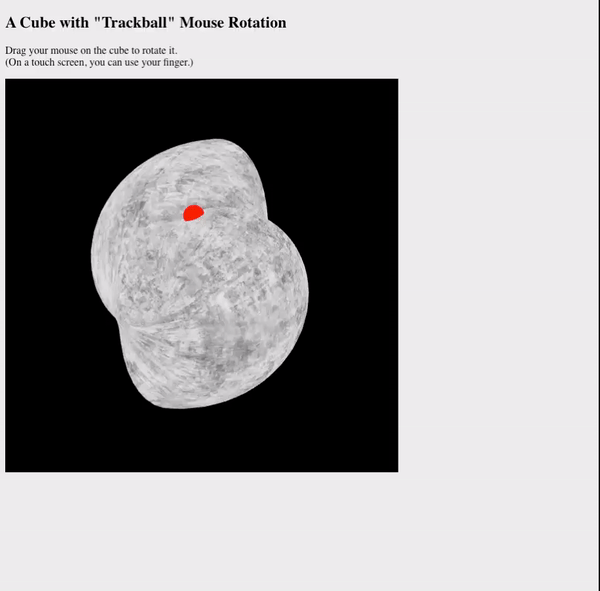 A Cube with "Trackball" Mouse Rotation
Drag your mouse on the cube to rotate it.
(On a touch screen, you can use your finger.)